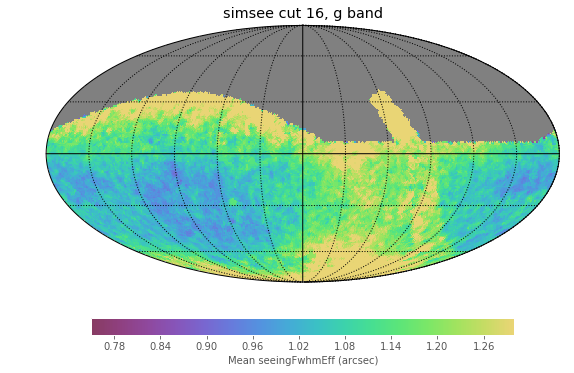 simsee cut 16, g band
0.78 0.84 0.90 0.96 1.02 1.08 1.14 1.20 1.26
Mean seeingFwhmEff (arcsec)